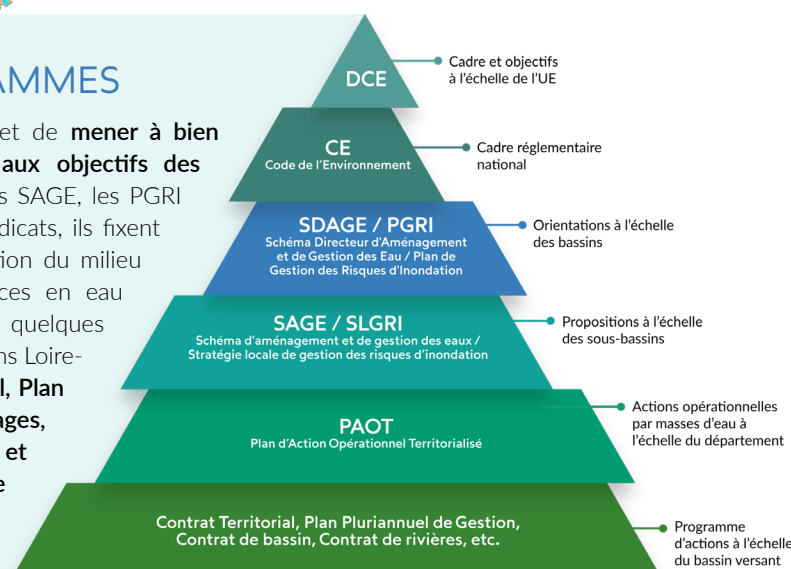 AMMES
et de mener à bien
aux objectifs des
s SAGE, les PGRI
dicats, ils fixent
tion du milieu
ces en eau
quelques
ns Loire-
l, Plan
ages,
et
e
DCE
Cadre et objectifs
à l'échelle de l'UE
CE
Code de l'Environnement
Cadre réglementaire
national
SDAGE / PGRI
Schéma Directeur d'Aménagement
et de Gestion des Eau / Plan de
Gestion des Risques d'Inondation
Orientations à l'échelle
des bassins
SAGE / SLGRI
Schéma d'aménagement et de gestion des eaux /
Stratégie locale de gestion des risques d'inondation
Propositions à l'échelle
des sous-bassins
PAOT
Plan d'Action Opérationnel Territorialisé
Actions opérationnelles
par masses d'eau à
l'échelle du département
Contrat Territorial, Plan Pluriannuel de Gestion,
Contrat de bassin, Contrat de rivières, etc.
Programme
d'actions à l'échelle
du bassin versant